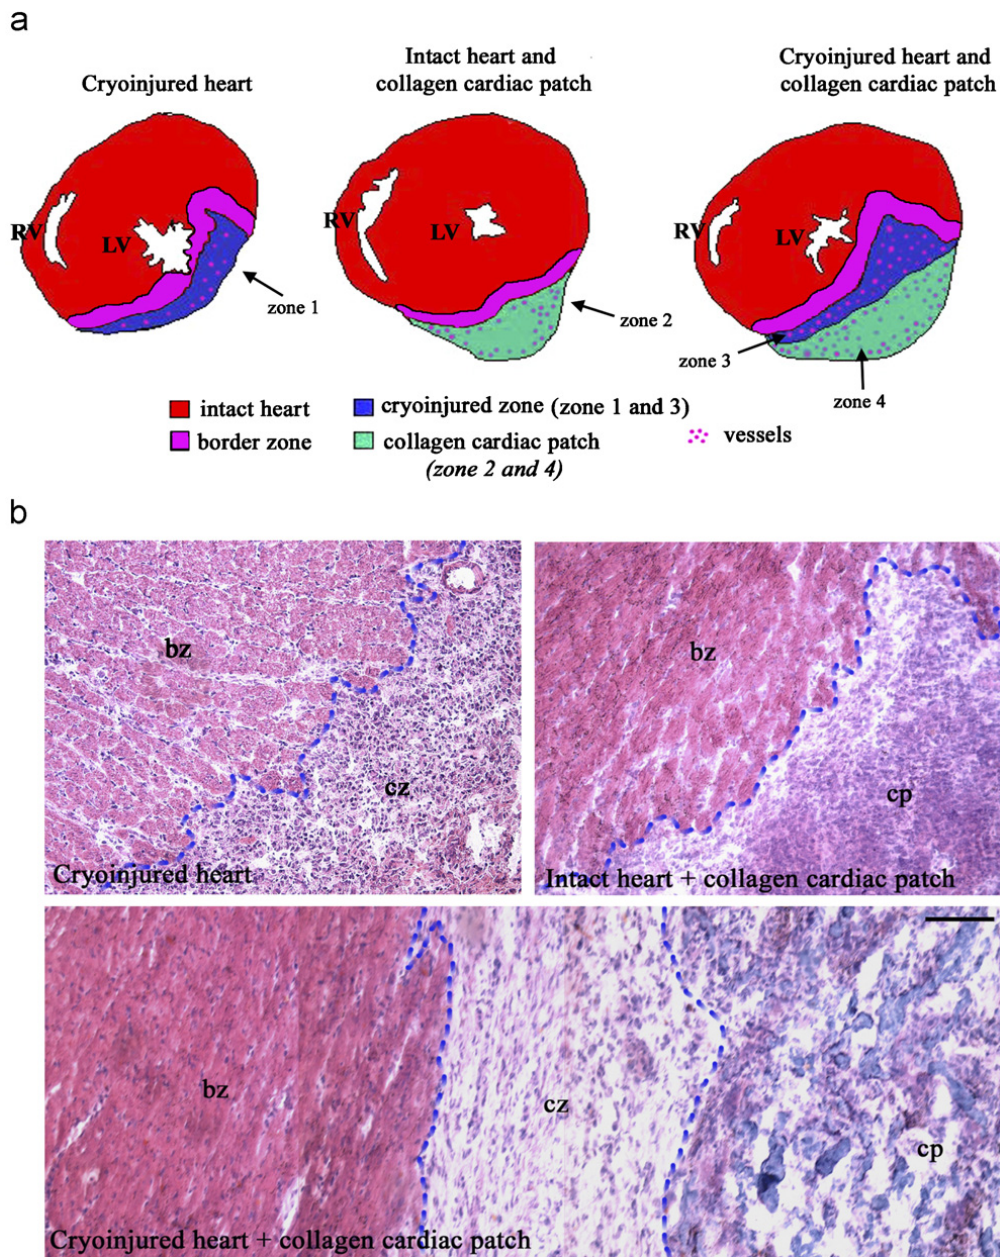 a
Cryoinjured heart
Intact heart and
collagen cardiac patch
Cryoinjured heart and
collagen cardiac patch
RV
LV
zone 1
RV
LV
zone 2
RV
LV
zone 3
zone 4
intact heart
cryoinjured zone (zone 1 and 3)
border zone
collagen cardiac patch
(zone 2 and 4)
vessels
b
bz
cz
Cryoinjured heart
bz
cp
Intact heart + collagen cardiac patch
bz
cz
cp
Cryoinjured heart + collagen cardiac patch